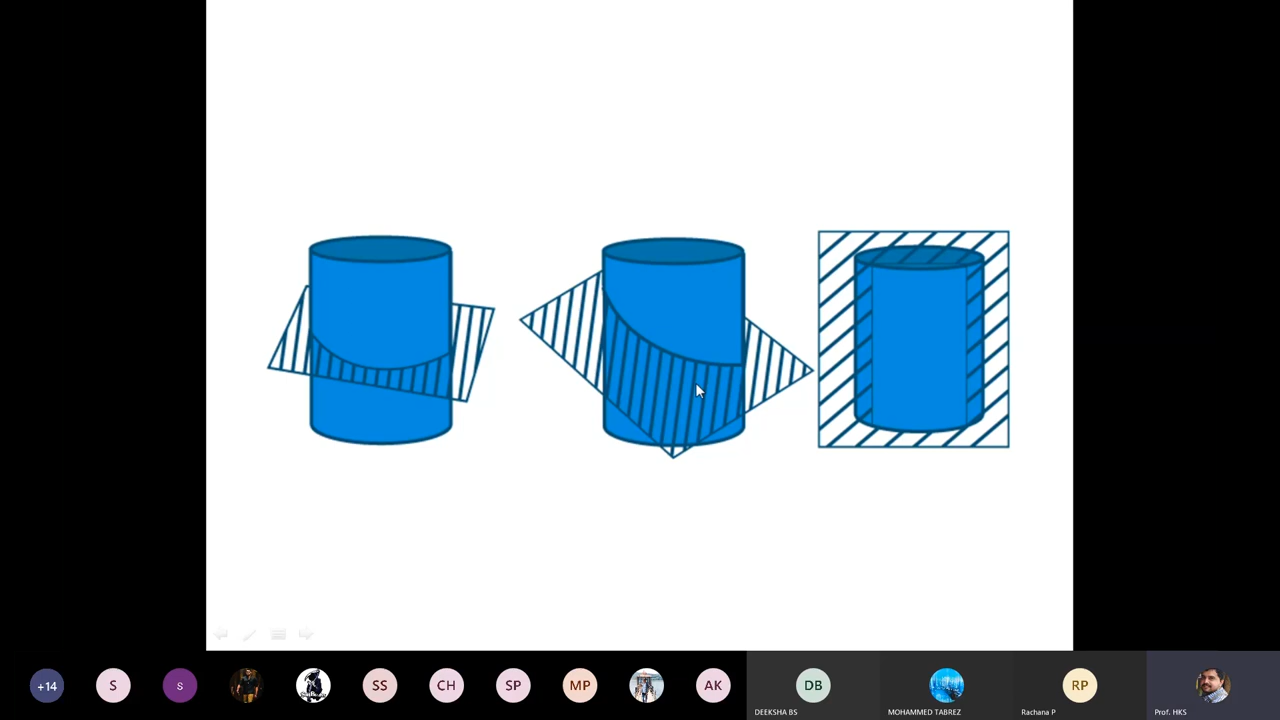 +14
S
s
SS
CH
SP
MP
AK
DB
DEEKSHA BS
MOHAMMED TABREZ
RP
Rachana P
Prof. HKS